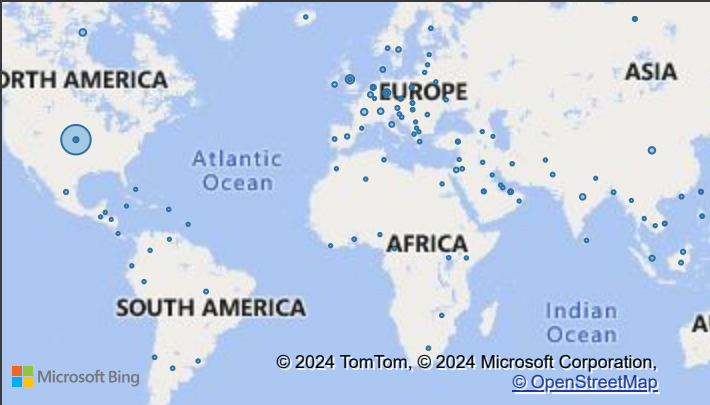 ORTH AMERICA
ASIA
EUROPE
Atlantic
Ocean
AFRICA
SOUTH AMERICA
Indian
Ocean
AU
© 2024 TomTom, © 2024 Microsoft Corporation,
Microsoft Bing
© OpenStreetMap